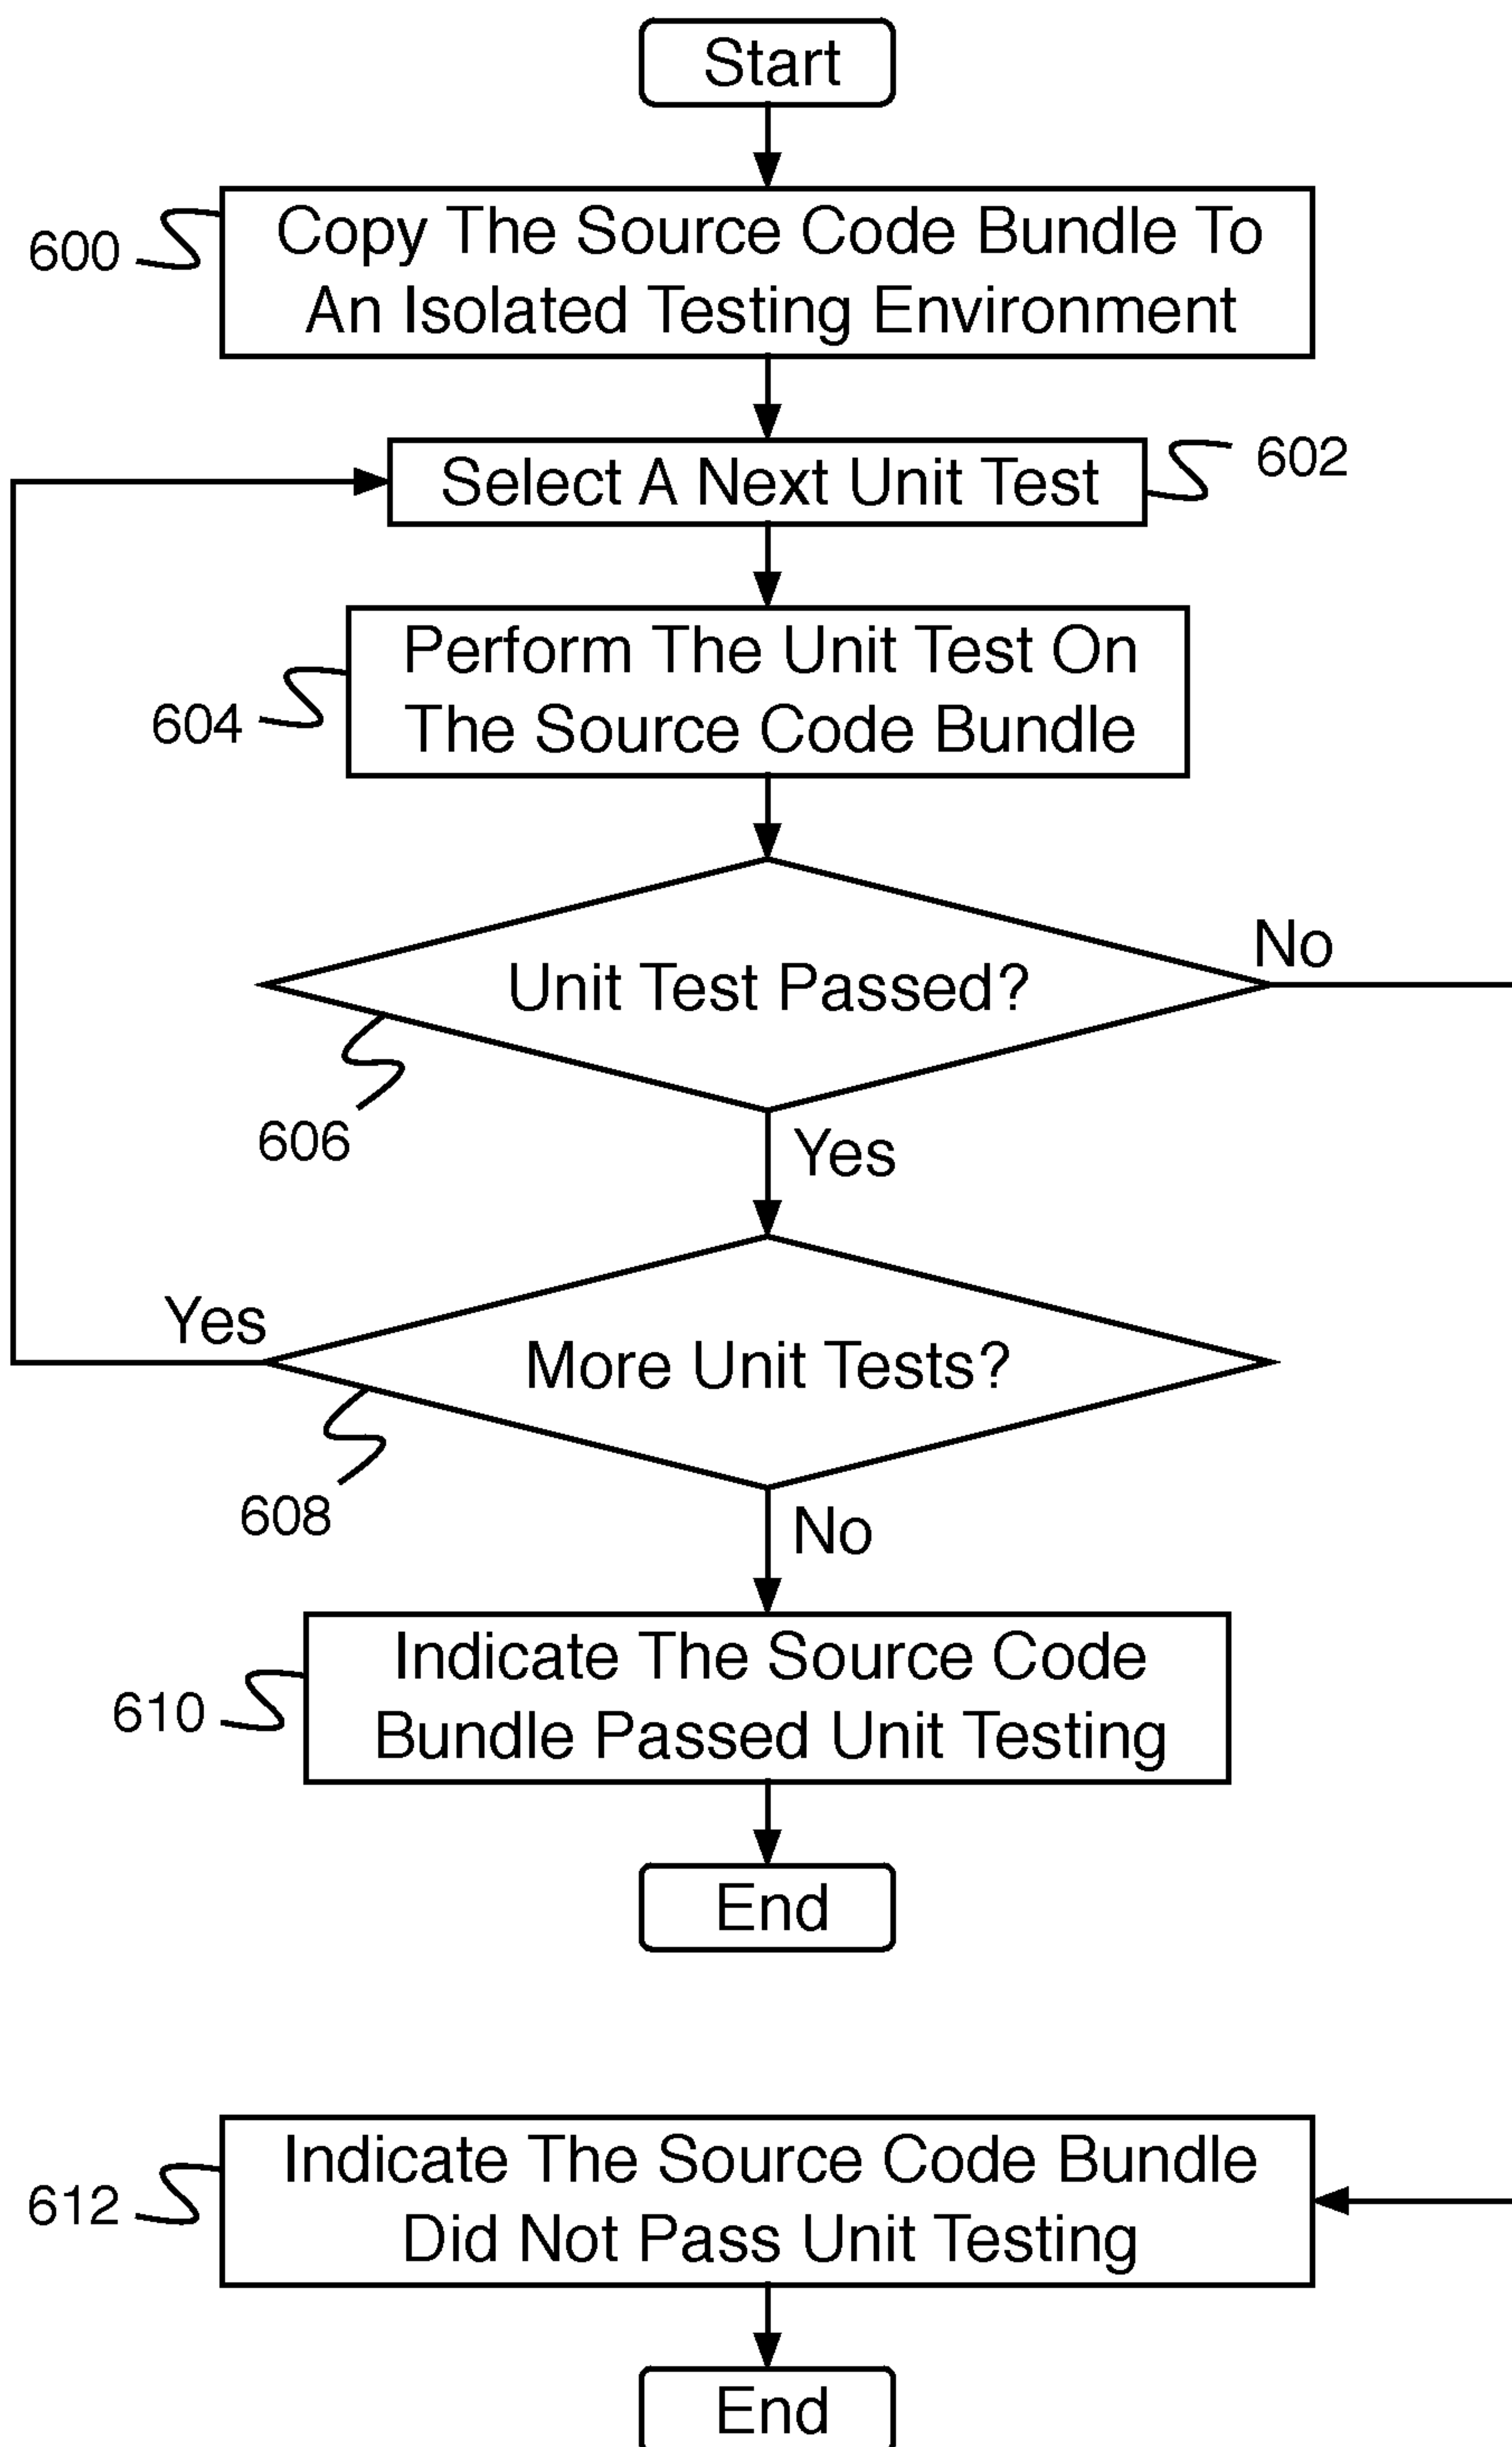 Start
600
Copy The Source Code Bundle To
An Isolated Testing Environment
Select A Next Unit Test
602
604
Perform The Unit Test On
The Source Code Bundle
Unit Test Passed?
No
606
Yes
Yes
More Unit Tests?
608
No
610
Indicate The Source Code
Bundle Passed Unit Testing
End
612
Indicate The Source Code Bundle
Did Not Pass Unit Testing
End